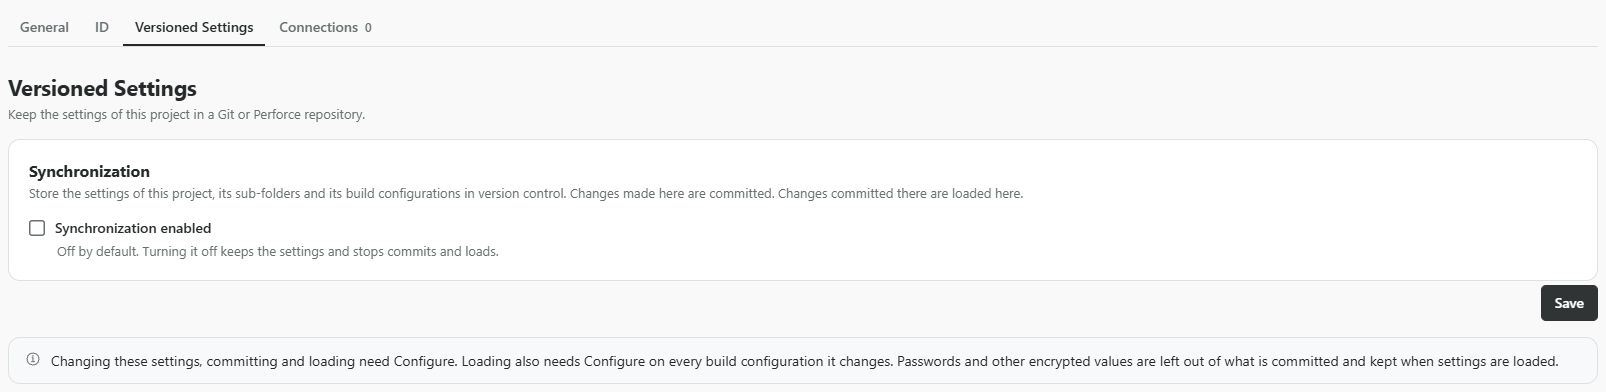 General ID Versioned Settings Connections 0
Versioned Settings
Keep the settings of this project in a Git or Perforce repository.
Synchronization
Store the settings of this project, its sub-folders and its build configurations in version control. Changes made here are committed. Changes committed there are loaded here.
Synchronization enabled
Off by default. Turning it off keeps the settings and stops commits and loads.
Save
Changing these settings, committing and loading need Configure. Loading also needs Configure on every build configuration it changes. Passwords and other encrypted values are left out of what is committed and kept when settings are loaded.